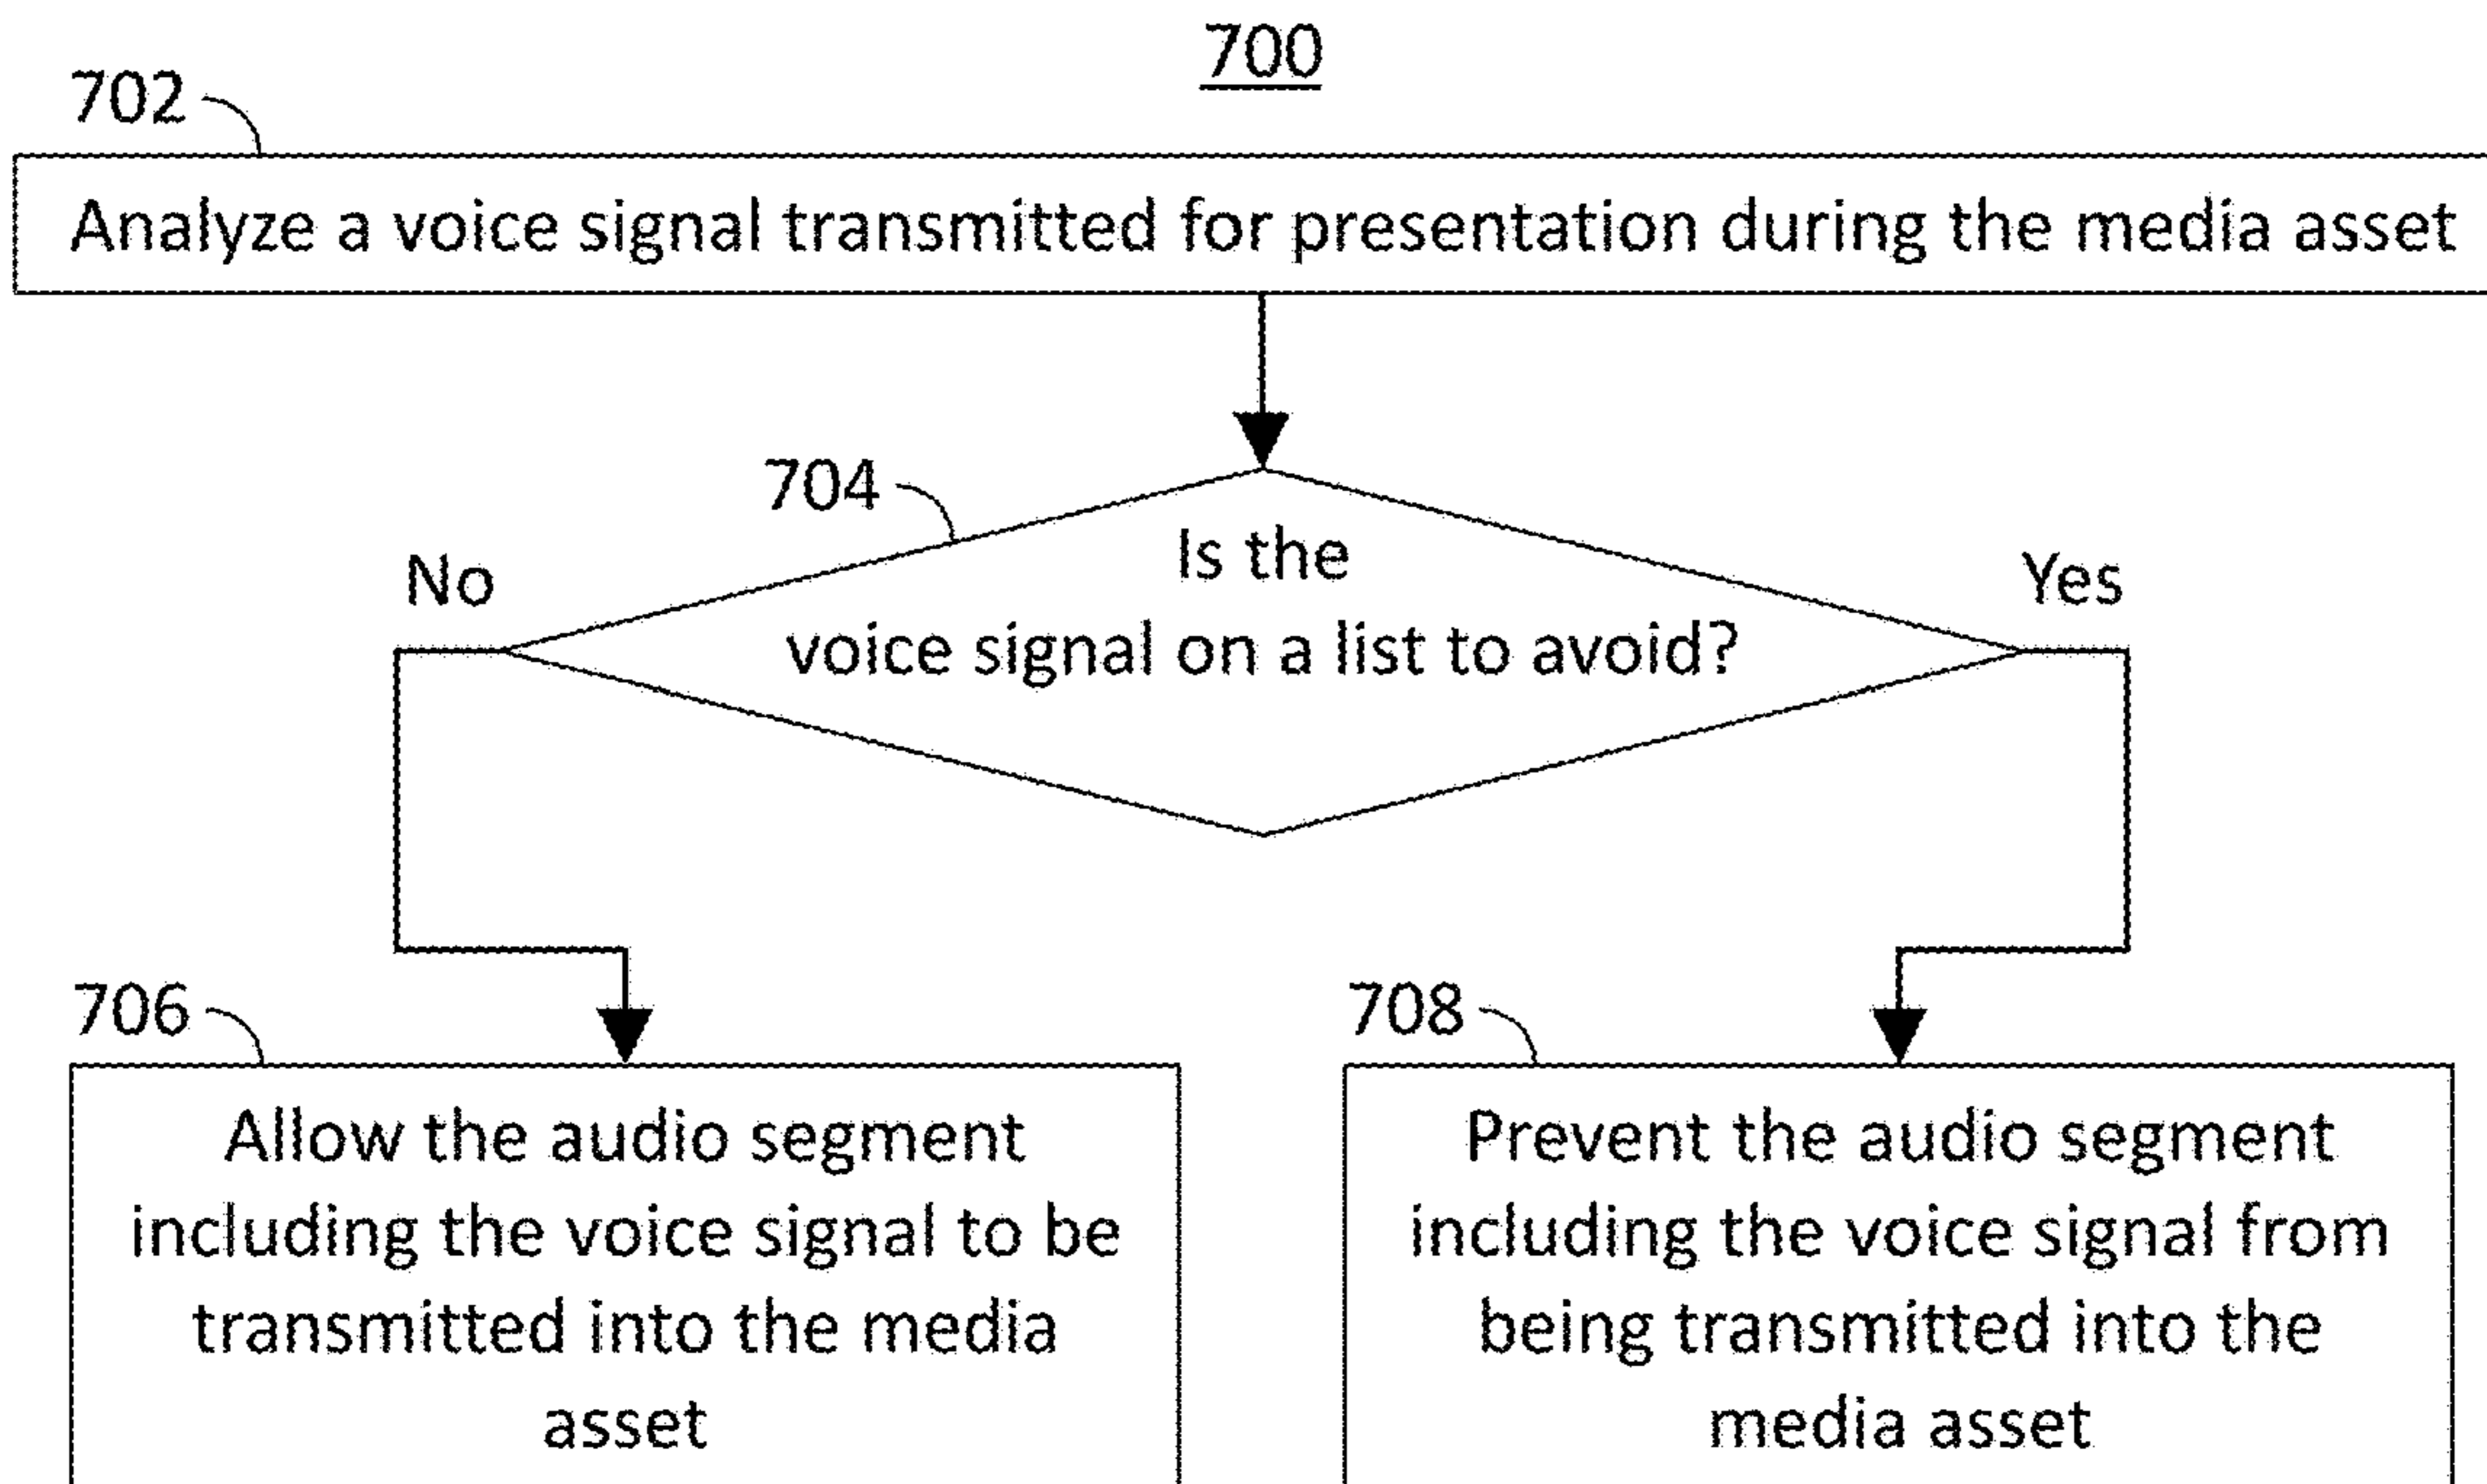 700
702
Analyze a voice signal transmitted for presentation during the media asset
704
No
Is the
Yes
voice signal on a list to avoid?
706
708
Allow the audio segment
including the voice signal to be
transmitted into the media
asset
Prevent the audio segment
including the voice signal from
being transmitted into the
media asset